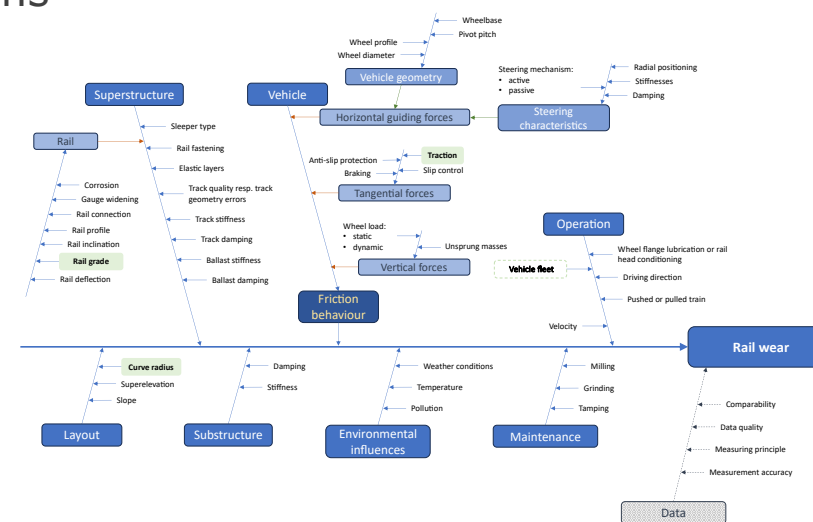 ns
Wheelbase
Pivot pitch
Wheel profile
Wheel diameter
Vehicle geometry
Steering mechanism:
• active
• passive
Radial positioning
Stiffnesses
Damping
Superstructure
Vehicle
Horizontal guiding forces
Steering
characteristics
Sleeper type
Rail
Rail fastening
Elastic layers
Anti-slip protection
Traction
Braking
Slip control
Tangential forces
Corrosion
Gauge widening
Rail connection
Rail profile
Rail inclination
Rail grade
Rail deflection
Track quality resp. track
geometry errors
Track stiffness
Track damping
Ballast stiffness
Ballast damping
Wheel load:
• static
• dynamic
Unsprung masses
Vertical forces
Operation
Wheel flange lubrication or rail
head conditioning
Vehicle fleet
Driving direction
Pushed or pulled train
Velocity
Friction
behaviour
Rail wear
Curve radius
Superelevation
Slope
Layout
Damping
Stiffness
Substructure
Weather conditions
Temperature
Pollution
Environmental
influences
Milling
Grinding
Tamping
Maintenance
Comparability
Data quality
Measuring principle
Measurement accuracy
Data